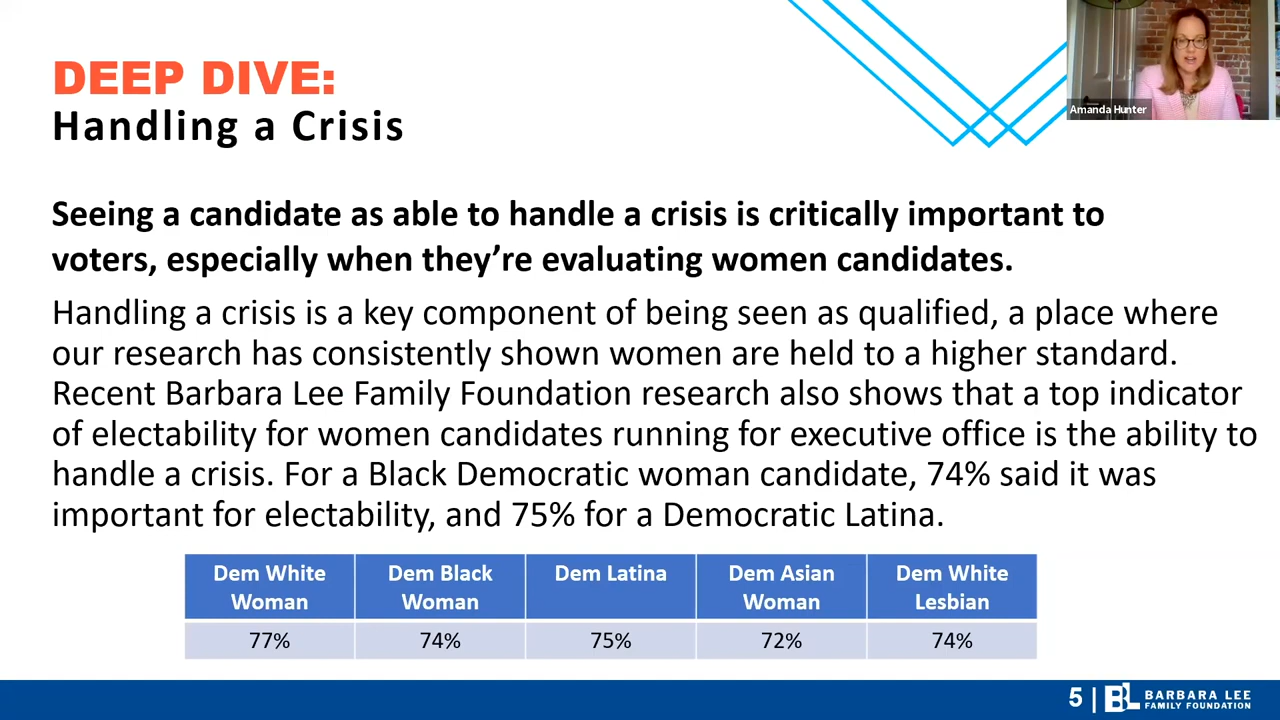 DEEP DIVE:
Handling a Crisis
Amanda Hunter
Seeing a candidate as able to handle a crisis is critically important to
voters, especially when they’re evaluating women candidates.
Handling a crisis is a key component of being seen as qualified, a place where
our research has consistently shown women are held to a higher standard.
Recent Barbara Lee Family Foundation research also shows that a top indicator
of electability for women candidates running for executive office is the ability to
handle a crisis. For a Black Democratic woman candidate, 74% said it was
important for electability, and 75% for a Democratic Latina.
Dem White Woman
Dem Black Woman
Dem Latina
Dem Asian Woman
Dem White Lesbian
77%
74%
75%
72%
74%
5 | BL BARBARA LEE
FAMILY FOUNDATION